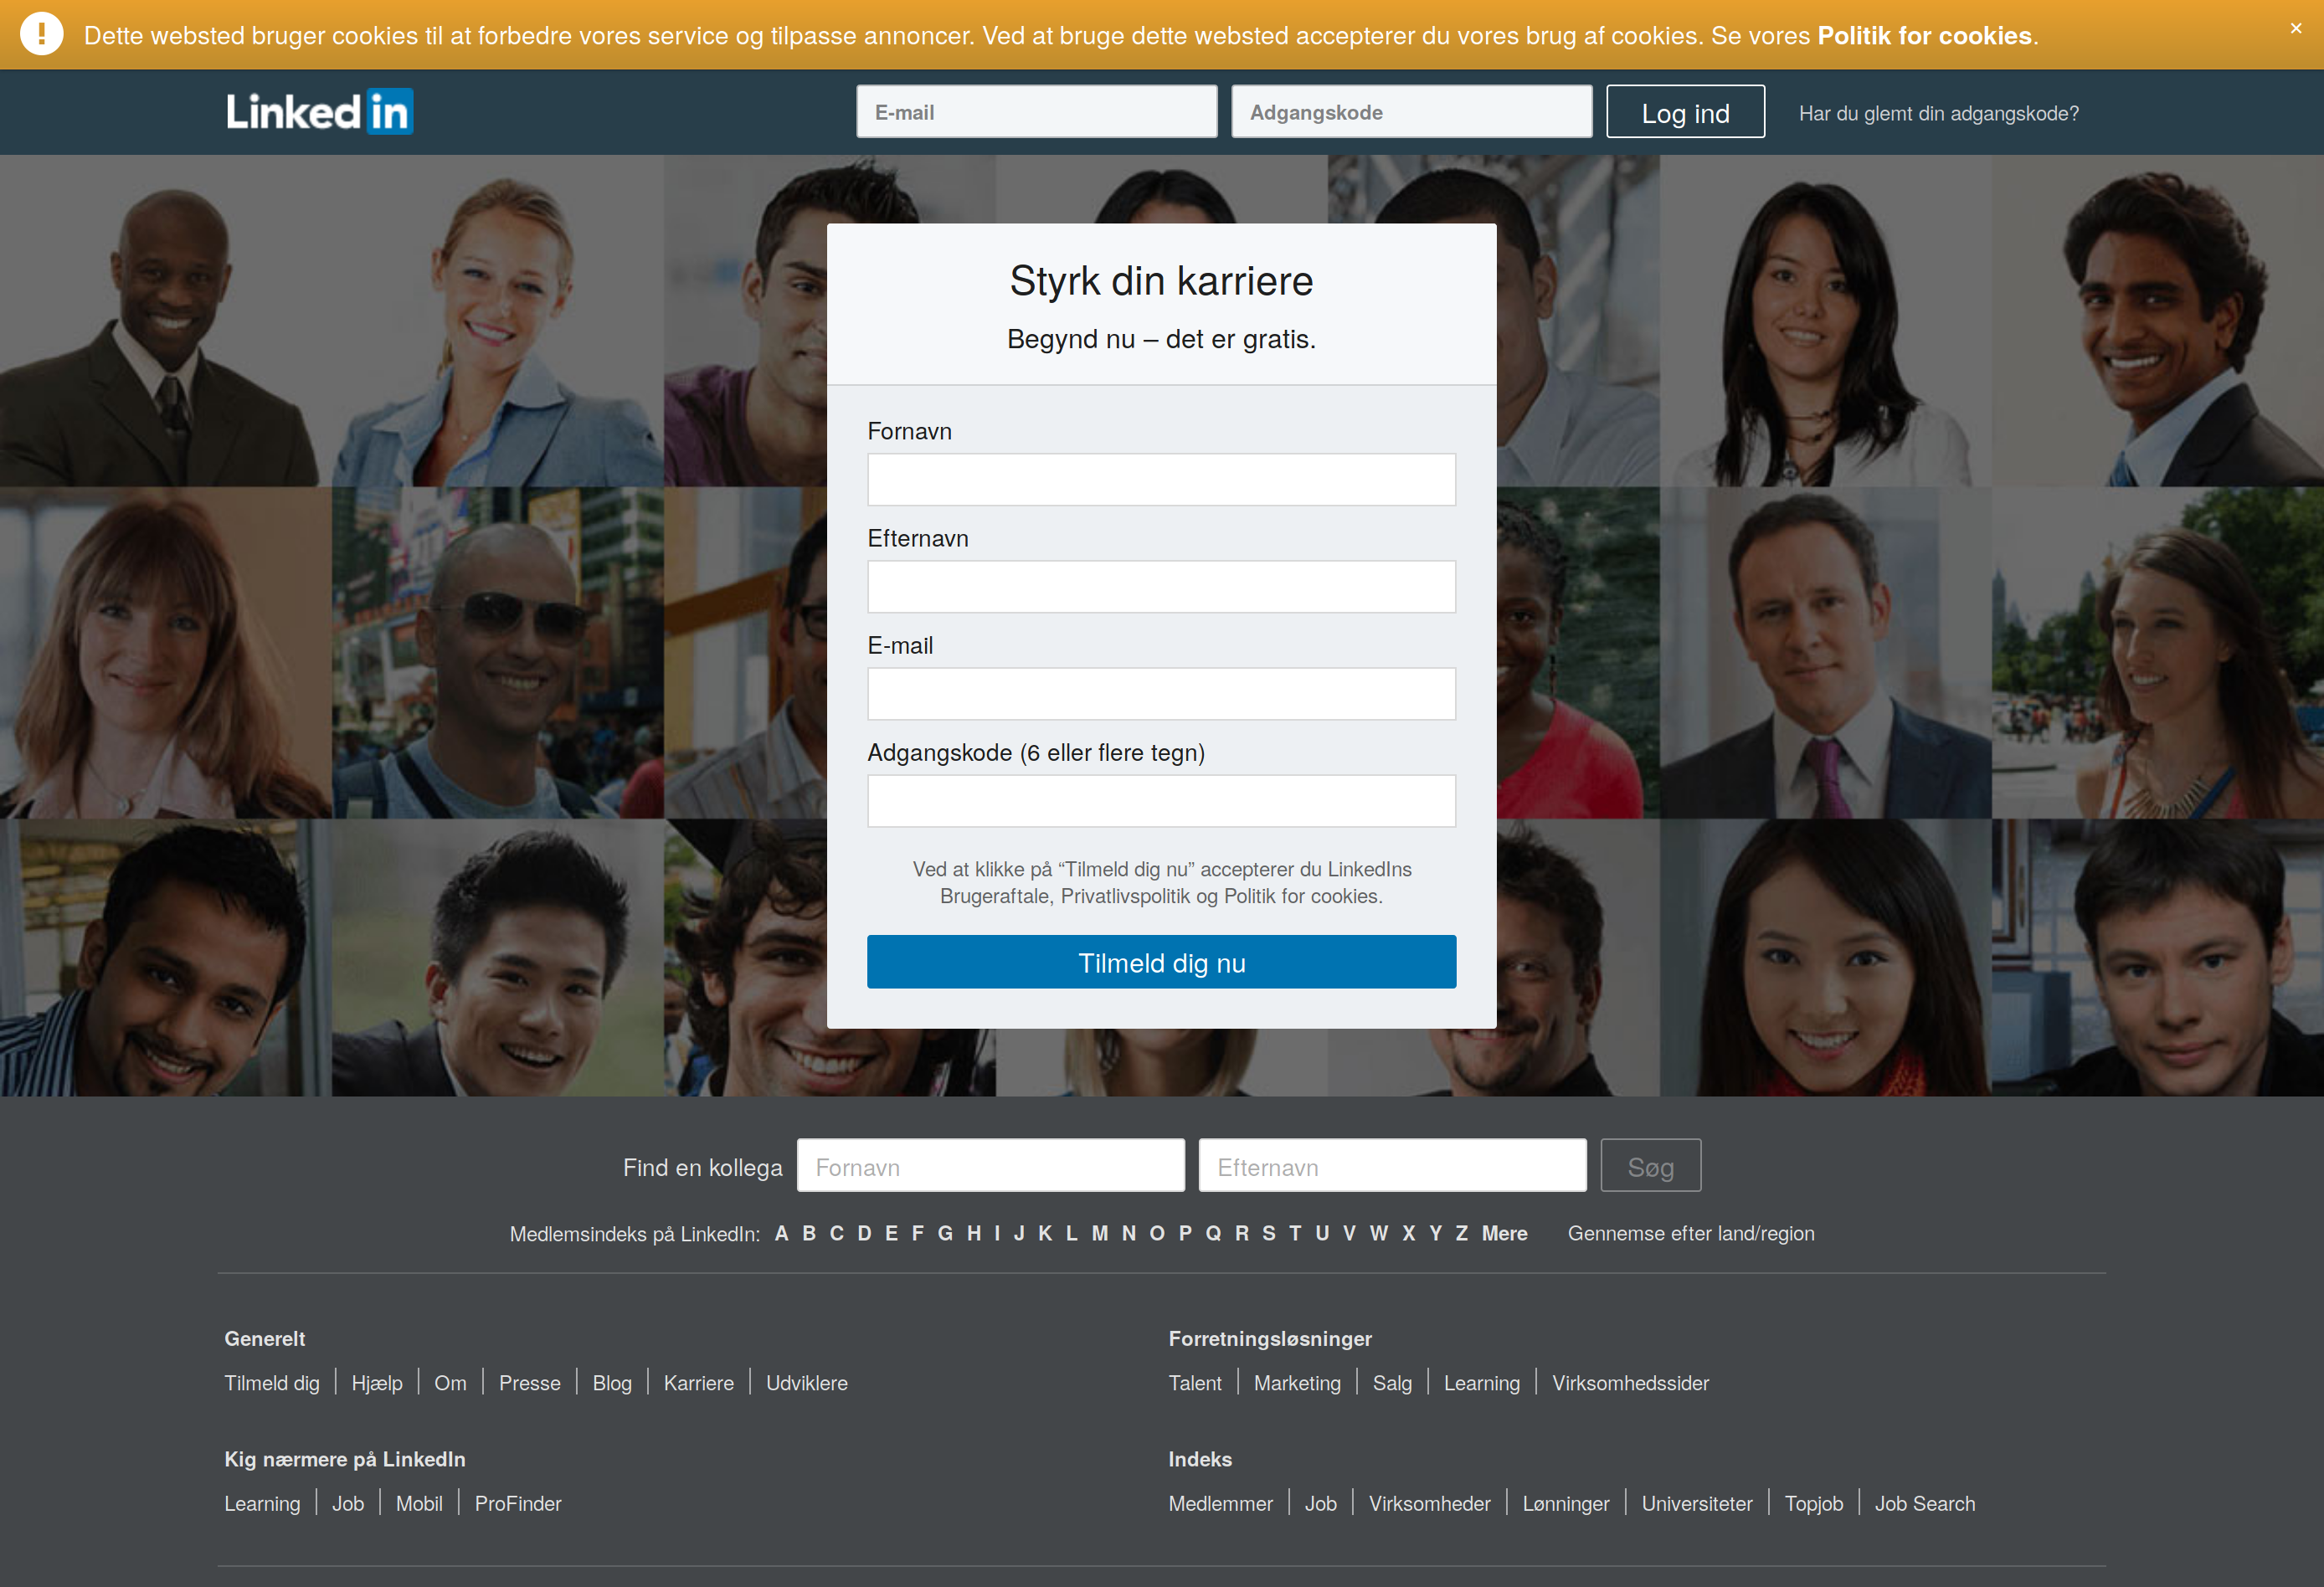 Dette websted bruger cookies til at forbedre vores service og tilpasse annoncer. Ved at bruge dette websted accepterer du vores brug af cookies. Se vores Politik for cookies.
×
Linked in
E-mail
Adgangskode
Log ind
Har du glemt din adgangskode?
Styrk din karriere
Begynd nu – det er gratis.
Fornavn
Efternavn
E-mail
Adgangskode (6 eller flere tegn)
Ved at klikke på “Tilmeld dig nu” accepterer du LinkedIns
Brugeraftale, Privatlivspolitik og Politik for cookies.
Tilmeld dig nu
Find en kollega
Fornavn
Efternavn
Søg
Medlemsindeks på LinkedIn: A B C D E F G H I J K L M N O P Q R S T U V W X Y Z Mere
Gennemse efter land/region
Generelt
Tilmeld dig | Hjælp | Om | Presse | Blog | Karriere | Udviklere
Forretningsløsninger
Talent | Marketing | Salg | Learning | Virksomhedssider
Kig nærmere på LinkedIn
Learning | Job | Mobil | ProFinder
Indeks
Medlemmer | Job | Virksomheder | Lønninger | Universiteter | Topjob | Job Search